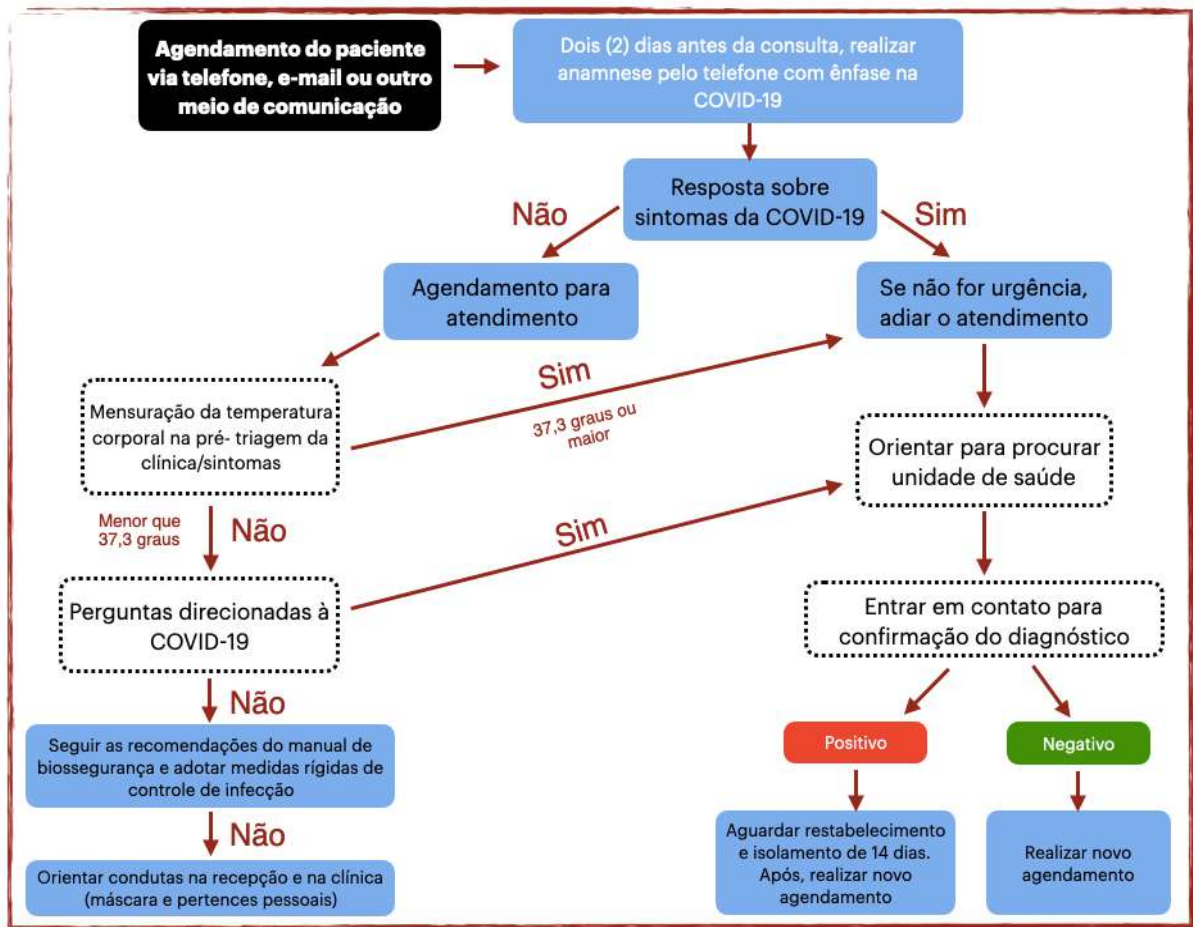 Agendamento do paciente
via telefone, e-mail ou outro
meio de comunicação
Dois (2) dias antes da consulta, realizar
anamnese pelo telefone com ênfase na
COVID-19
Resposta sobre
sintomas da COVID-19
Não
Sim
Agendamento para
atendimento
Se não for urgência,
adiar o atendimento
Mensuração da temperatura
corporal na pré- triagem da
clínica/sintomas
Sim
37,3 graus ou
maior
Orientar para procurar
unidade de saúde
Menor que
37,3 graus
Não
Sim
Perguntas direcionadas à
COVID-19
Entrar em contato para
confirmação do diagnóstico
Não
Seguir as recomendações do manual de
biossegurança e adotar medidas rígidas de
controle de infecção
Positivo
Negativo
Não
Orientar condutas na recepção e na clínica
(máscara e pertences pessoais)
Aguardar restabelecimento
e isolamento de 14 dias.
Após, realizar novo
agendamento
Realizar novo
agendamento